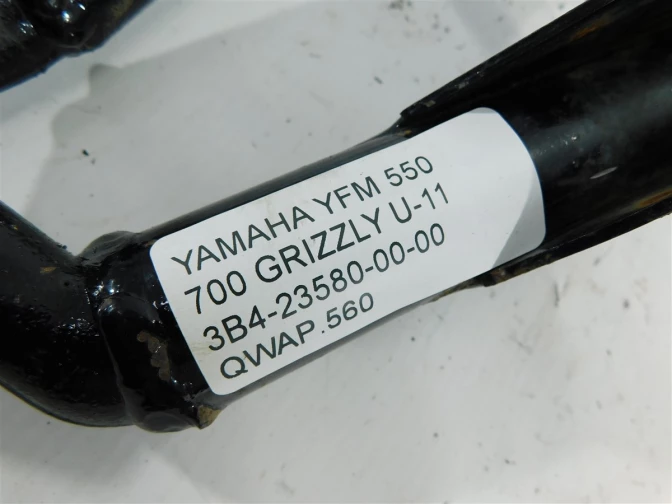 YAMAHA YFM 550
700 GRIZZLY U-11
3B4-23580-00-00
QWAP.560